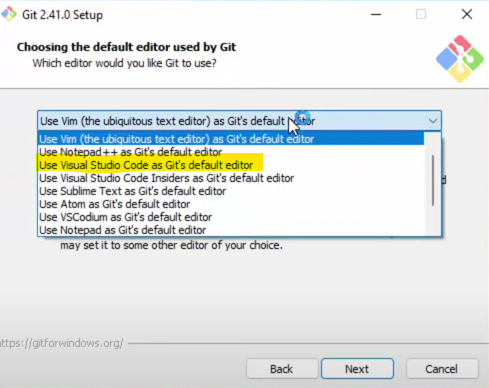 Git 2.41.0 Setup
Choosing the default editor used by Git
Which editor would you like Git to use?
Use Vim (the ubiquitous text editor) as Git's default editor
Use Vim (the ubiquitous text editor) as Git's default editor
Use Notepad++ as Git's default editor
Use Visual Studio Code as Git's default editor
Use Visual Studio Code Insiders as Git's default editor
Use Sublime Text as Git's default editor
Use Atom as Git's default editor
Use VSCodium as Git's default editor
Use Notepad as Git's default editor
may set it to some other editor of your choice.
ttps://gitforwindows.org/
Back Next Cancel